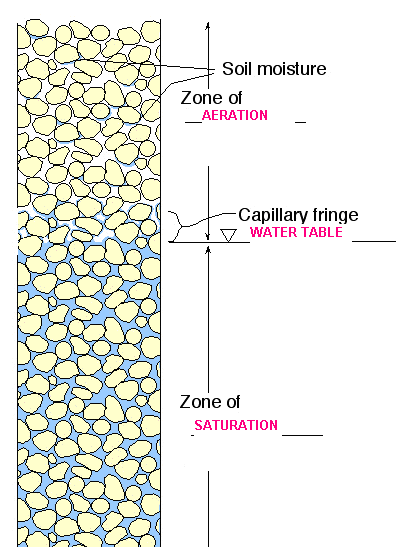 Soil moisture
Zone of
AERATION
Capillary fringe
WATER TABLE
Zone of
SATURATION